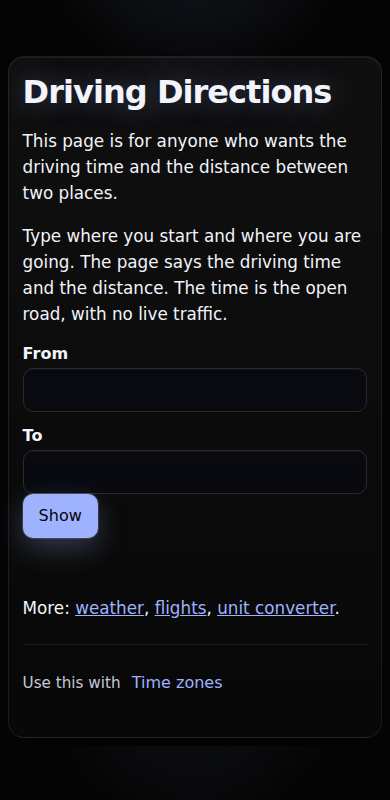 Driving Directions
This page is for anyone who wants the
driving time and the distance between
two places.
Type where you start and where you are
going. The page says the driving time
and the distance. The time is the open
road, with no live traffic.
From
To
Show
More: weather, flights, unit converter.
Use this with Time zones